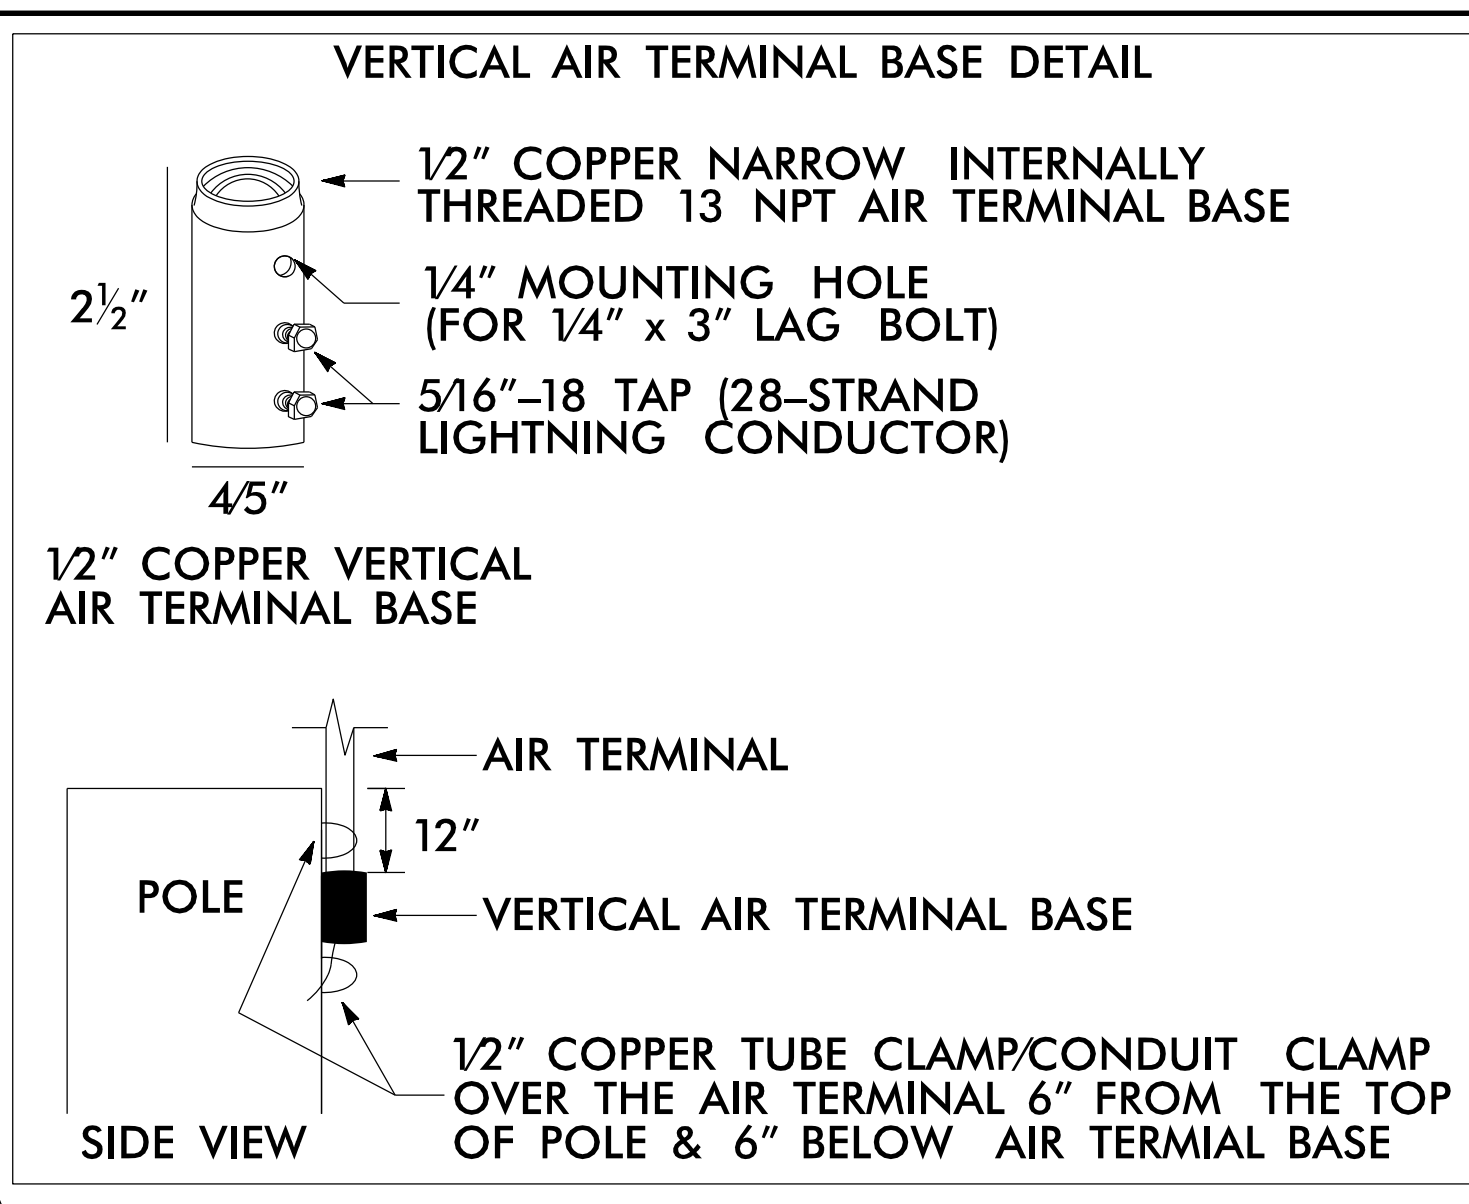 VERTICAL AIR TERMINAL BASE DETAIL
1/2" COPPER NARROW INTERNALLY
THREADED 13 NPT AIR TERMINAL BASE
1/4" MOUNTING HOLE
(FOR 1/4" x 3" LAG BOLT)
2½"
5/16"–18 TAP (28–STRAND
LIGHTNING CONDUCTOR)
4/5"
1/2" COPPER VERTICAL
AIR TERMINAL BASE
AIR TERMINAL
12"
POLE
VERTICAL AIR TERMINAL BASE
1/2" COPPER TUBE CLAMP/CONDUIT CLAMP
OVER THE AIR TERMINAL 6" FROM THE TOP
OF POLE & 6" BELOW AIR TERMIAL BASE
SIDE VIEW